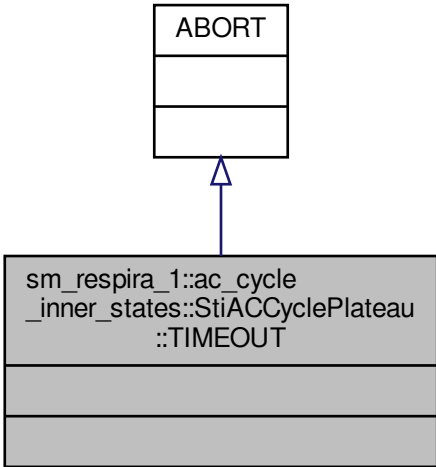 ABORT
sm_respira_1::ac_cycle
_inner_states::StiACCyclePlateau
::TIMEOUT